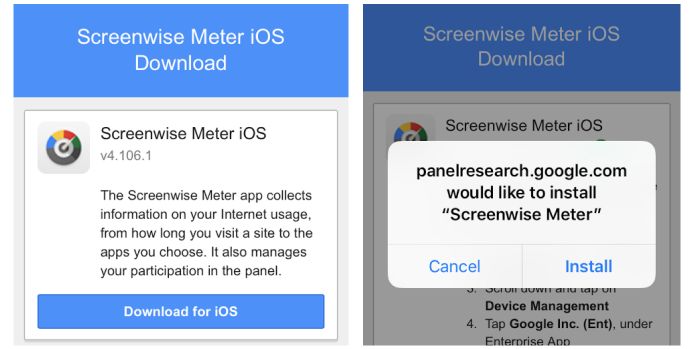 Screenwise Meter iOS
Download
Screenwise Meter iOS
v4.106.1
The Screenwise Meter app collects
information on your Internet usage,
from how long you visit a site to the
apps you choose. It also manages
your participation in the panel.
Download for iOS
Screenwise Meter iOS
Download
Screenwise Meter iOS
panelresearch.google.com
would like to install
“Screenwise Meter”
Cancel
Install
3. Scroll down and tap on
Device Management
4. Tap Google Inc. (Ent), under
Enterprise App